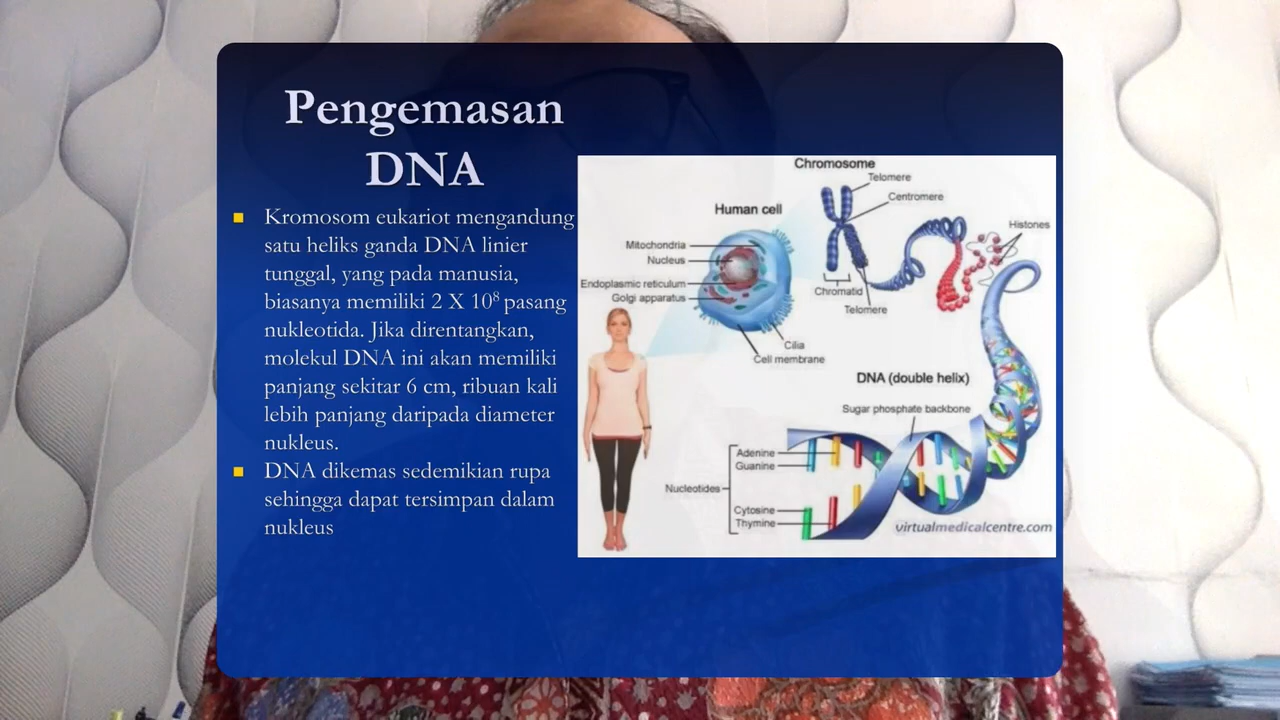 Pengemasan
DNA
Kromosom eukariot mengandung
satu heliks ganda DNA linier
tunggal, yang pada manusia,
biasanya memiliki 2 X 10⁸ pasang
nukleotida. Jika direntangkan,
molekul DNA ini akan memiliki
panjang sekitar 6 cm, ribuan kali
lebih panjang daripada diameter
nukleus.
DNA dikemas sedemikian rupa
sehingga dapat tersimpan dalam
nukleus
Chromosome
Telomere
Centromere
Human cell
Histones
Mitochondria
Nucleus
Endoplasmic reticulum
Golgi apparatus
Chromatid
Telomere
Cilia
Cell membrane
DNA (double helix)
Sugar phosphate backbone
Adenine
Guanine
Nucleotides
Cytosine
Thymine
virtualmedicalcentre.com